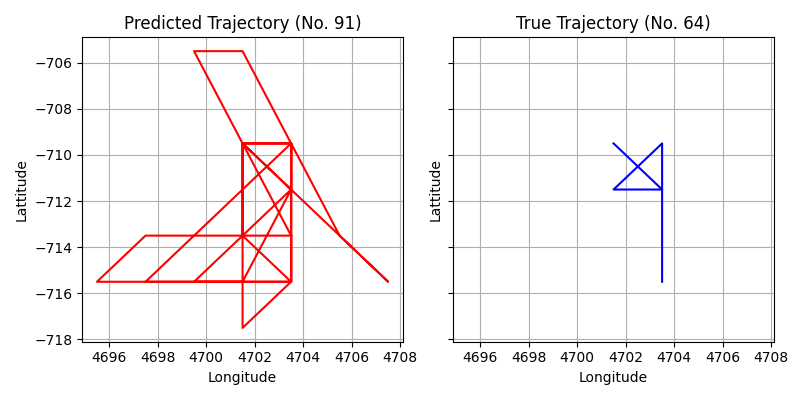 Predicted Trajectory (No. 91)
True Trajectory (No. 64)
−706
−708
−710
−712
−714
−716
−718
Lattitude
Lattitude
4696 4698 4700 4702 4704 4706 4708
4696 4698 4700 4702 4704 4706 4708
Longitude
Longitude